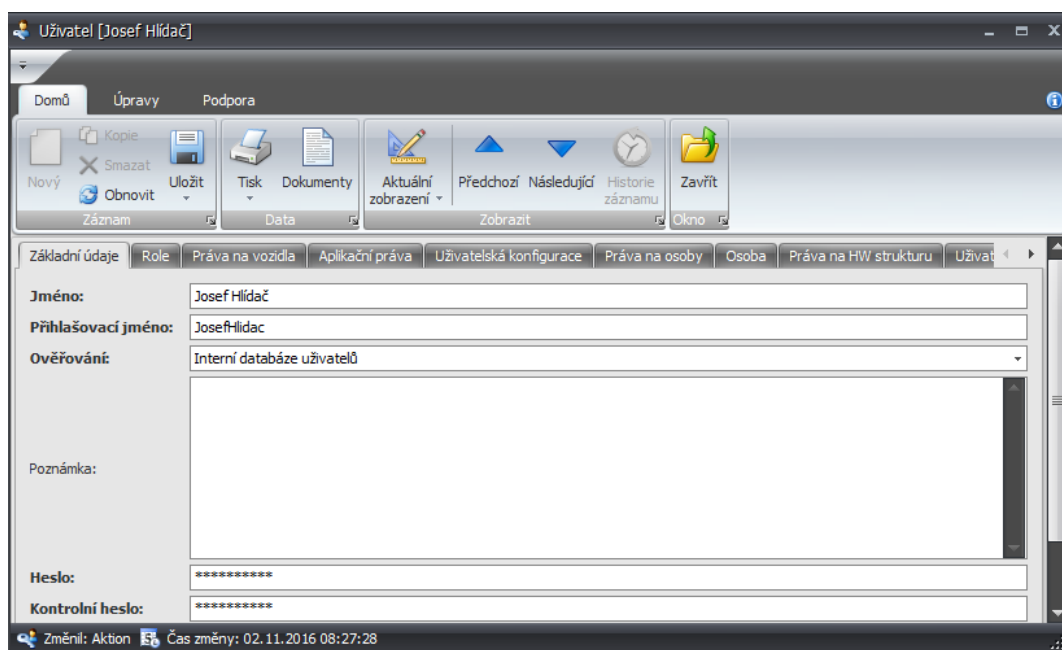 Uživatel [Josef Hlídač]
Domů Úpravy Podpora
Nový
Kopie
Smazat
Obnovit
Uložit
Tisk
Dokumenty
Aktuální
zobrazení
Předchozí
Následující
Historie
záznamu
Zavřít
Záznam Data Zobrazit Okno
Základní údaje Role Práva na vozidla Aplikační práva Uživatelská konfigurace Práva na osoby Osoba Práva na HW strukturu Uživat
Jméno: Josef Hlídač
Přihlašovací jméno: JosefHlidac
Ověřování: Interní databáze uživatelů
Poznámka:
Heslo: **********
Kontrolní heslo: **********
Změnil: Aktion Čas změny: 02.11.2016 08:27:28